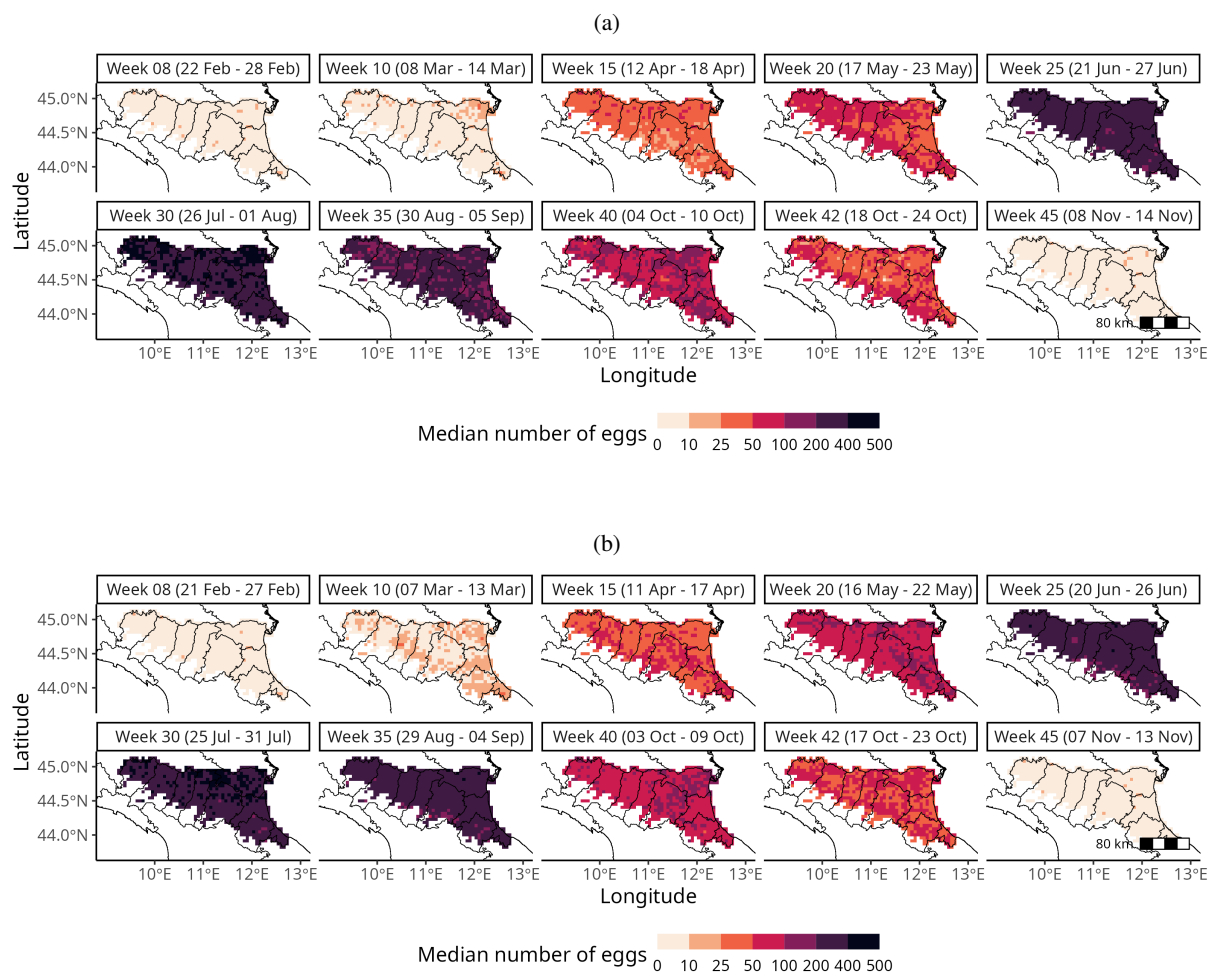 (a)
Week 08 (22 Feb - 28 Feb) Week 10 (08 Mar - 14 Mar) Week 15 (12 Apr - 18 Apr) Week 20 (17 May - 23 May) Week 25 (21 Jun - 27 Jun)
45.0°N
44.5°N
44.0°N
Latitude
Week 30 (26 Jul - 01 Aug) Week 35 (30 Aug - 05 Sep) Week 40 (04 Oct - 10 Oct) Week 42 (18 Oct - 24 Oct) Week 45 (08 Nov - 14 Nov)
45.0°N
44.5°N
44.0°N
80 km
10°E 11°E 12°E 13°E 10°E 11°E 12°E 13°E 10°E 11°E 12°E 13°E 10°E 11°E 12°E 13°E 10°E 11°E 12°E 13°E
Longitude
Median number of eggs
0 10 25 50 100 200 400 500
(b)
Week 08 (21 Feb - 27 Feb) Week 10 (07 Mar - 13 Mar) Week 15 (11 Apr - 17 Apr) Week 20 (16 May - 22 May) Week 25 (20 Jun - 26 Jun)
45.0°N
44.5°N
44.0°N
Latitude
Week 30 (25 Jul - 31 Jul) Week 35 (29 Aug - 04 Sep) Week 40 (03 Oct - 09 Oct) Week 42 (17 Oct - 23 Oct) Week 45 (07 Nov - 13 Nov)
45.0°N
44.5°N
44.0°N
80 km
10°E 11°E 12°E 13°E 10°E 11°E 12°E 13°E 10°E 11°E 12°E 13°E 10°E 11°E 12°E 13°E 10°E 11°E 12°E 13°E
Longitude
Median number of eggs
0 10 25 50 100 200 400 500